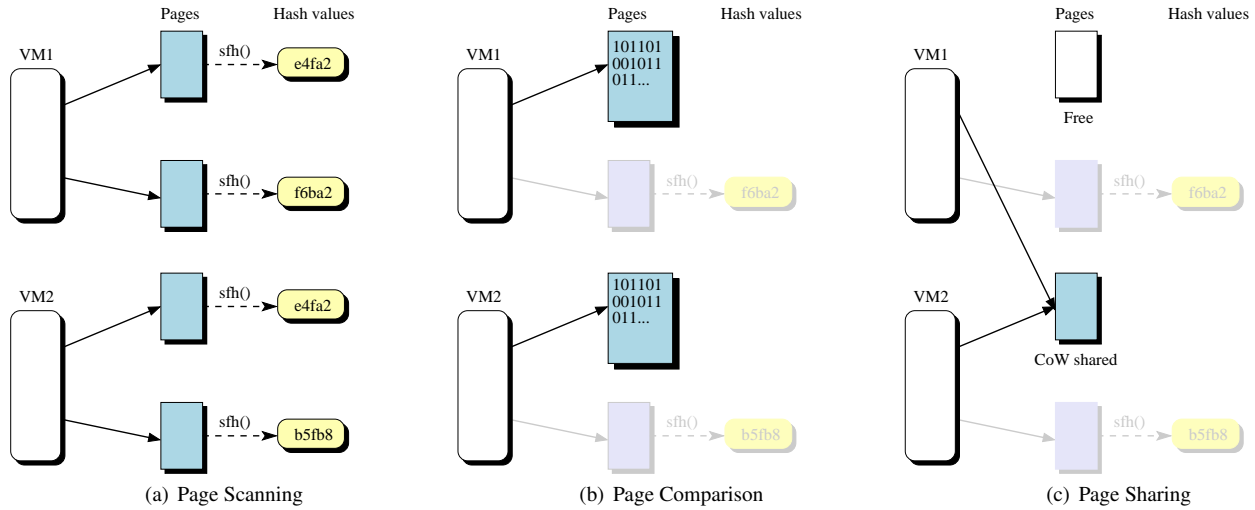 Pages
Hash values
VM1
sfh()
e4fa2
sfh()
f6ba2
VM2
sfh()
e4fa2
sfh()
b5fb8
(a) Page Scanning
Pages
Hash values
VM1
101101
001011
011...
sfh()
f6ba2
VM2
101101
001011
011...
sfh()
b5fb8
(b) Page Comparison
Pages
Hash values
VM1
Free
sfh()
f6ba2
VM2
CoW shared
sfh()
b5fb8
(c) Page Sharing